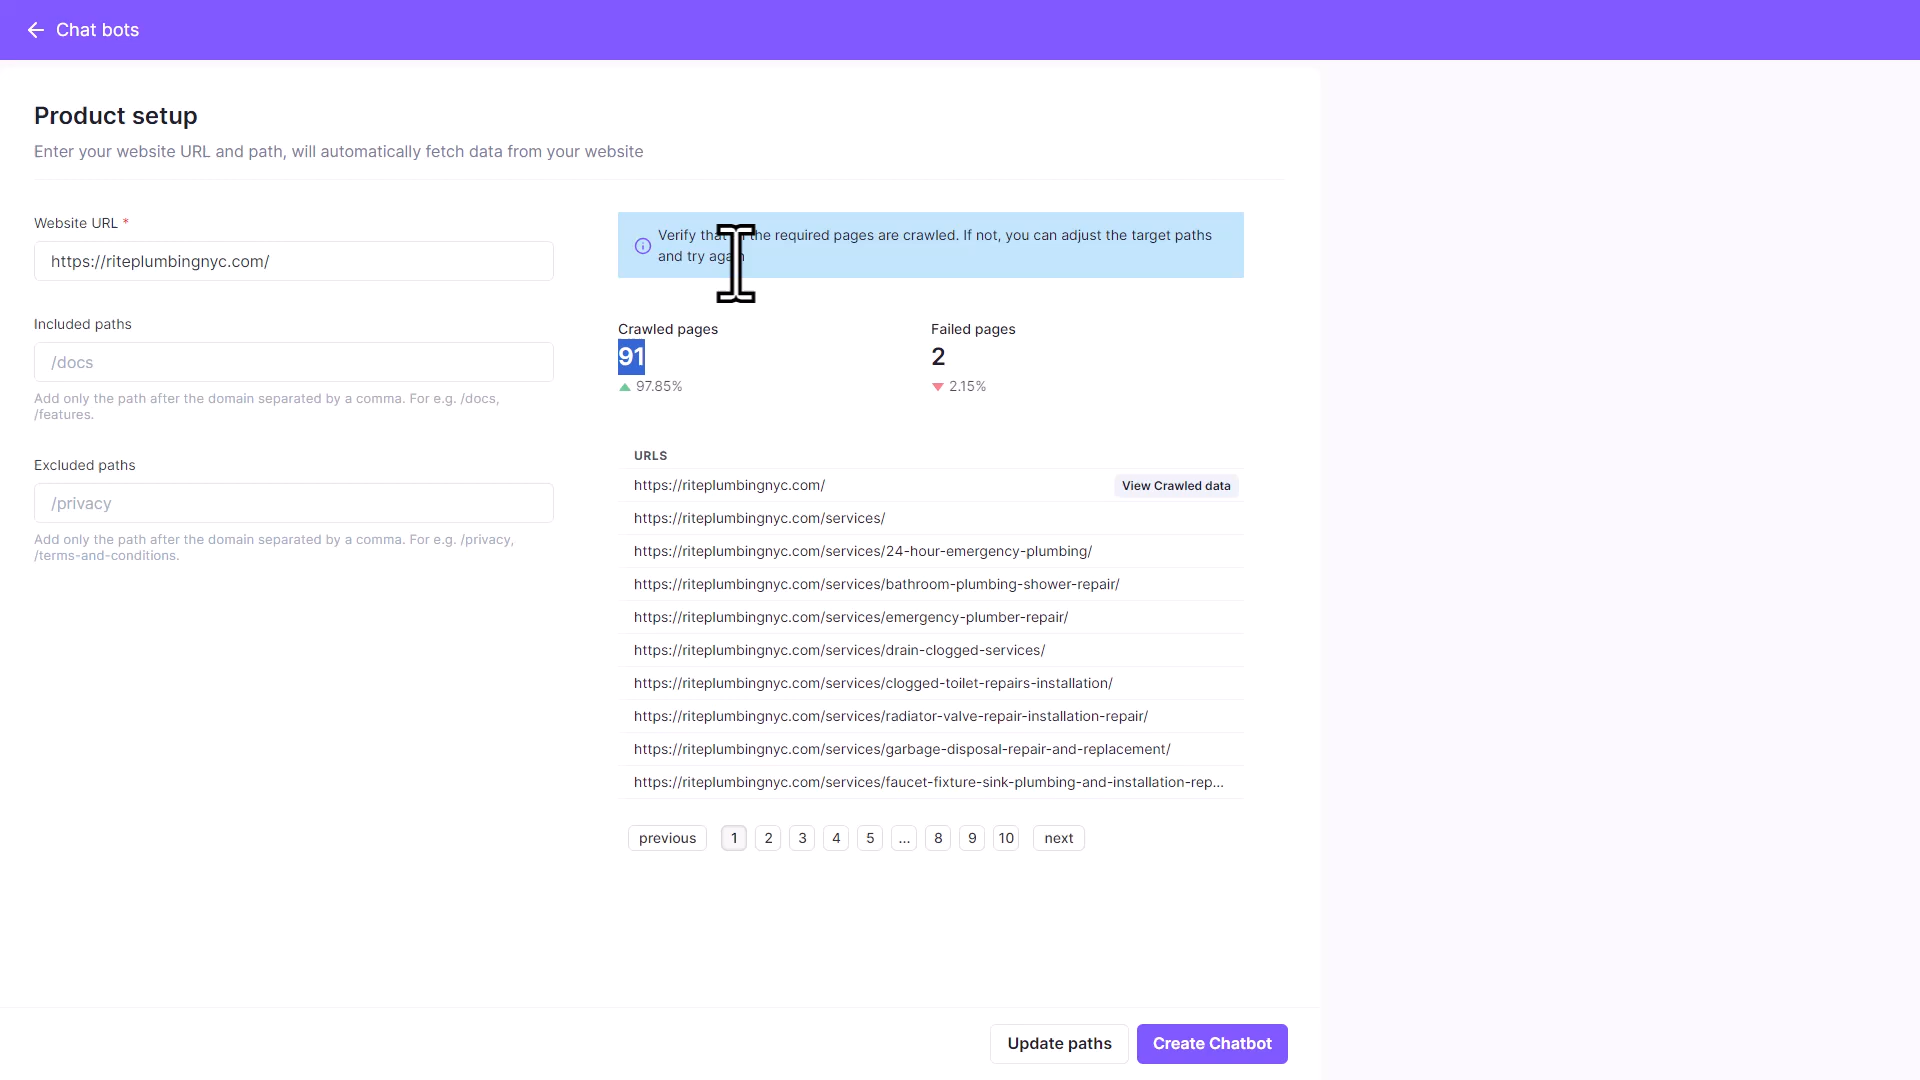 Chat bots
Product setup
Enter your website URL and path, will automatically fetch data from your website
Website URL *
https://riteplumbingnyc.com/
Included paths
/docs
Add only the path after the domain separated by a comma. For e.g. /docs,
/features.
Excluded paths
/privacy
Add only the path after the domain separated by a comma. For e.g. /privacy,
/terms-and-conditions.
Verify that the required pages are crawled. If not, you can adjust the target paths
and try again
Crawled pages
91
97.85%
Failed pages
2
2.15%
URLS
https://riteplumbingnyc.com/
View Crawled data
https://riteplumbingnyc.com/services/
https://riteplumbingnyc.com/services/24-hour-emergency-plumbing/
https://riteplumbingnyc.com/services/bathroom-plumbing-shower-repair/
https://riteplumbingnyc.com/services/emergency-plumber-repair/
https://riteplumbingnyc.com/services/drain-clogged-services/
https://riteplumbingnyc.com/services/clogged-toilet-repairs-installation/
https://riteplumbingnyc.com/services/radiator-valve-repair-installation-repair/
https://riteplumbingnyc.com/services/garbage-disposal-repair-and-replacement/
https://riteplumbingnyc.com/services/faucet-fixture-sink-plumbing-and-installation-rep...
previous 1 2 3 4 5 ... 8 9 10 next
Update paths
Create Chatbot